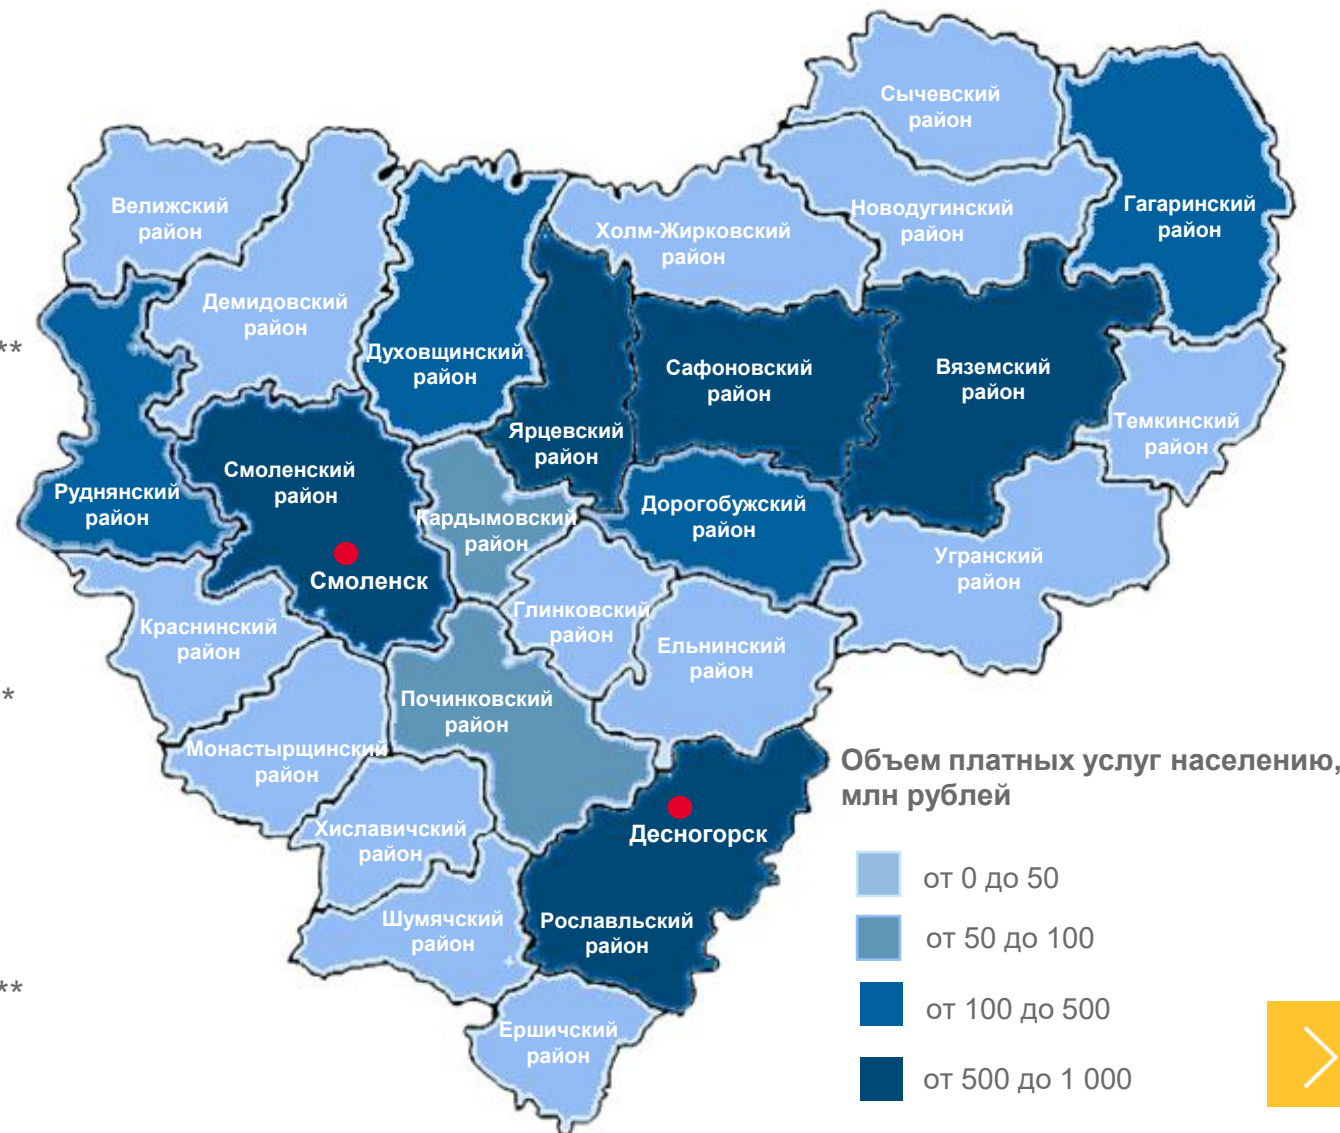 Сычевский
район
Велижский
район
Новодугинский
район
Гагаринский
район
Холм-Жирковский
район
Демидовский
район
**
Духовщинский
район
Сафоновский
район
Вяземский
район
Темкинский
район
Ярцевский
район
Смоленский
район
Руднянский
район
Кардымовский
район
Дорогобужский
район
Угранский
район
Смоленск
Глинковский
район
Краснинский
район
Ельнинский
район
*
Починковский
район
Монастырщинский
район
Хиславичский
район
Десногорск
Шумячский
район
Рославльский
район
**
Ершичский
район
Объем платных услуг населению,
млн рублей
от 0 до 50
от 50 до 100
от 100 до 500
от 500 до 1 000